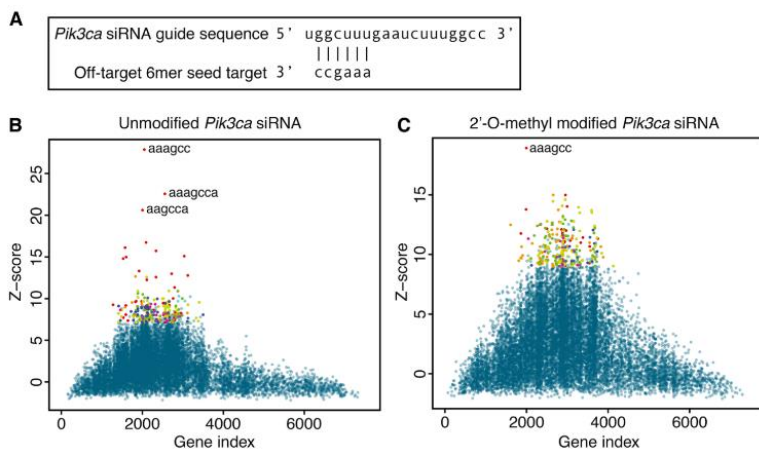 A
Pik3ca siRNA guide sequence 5’ uggcuuugaaucuuuggcc 3’
||||||
Off-target 6mer seed target 3’ ccgaaa
B
Unmodified Pik3ca siRNA
25
20
15
10
5
0
Z-score
aaagcc
aaagcca
aagcca
0 2000 4000 6000
Gene index
C
2’-O-methyl modified Pik3ca siRNA
15
10
5
0
Z-score
aaagcc
0 2000 4000 6000
Gene index